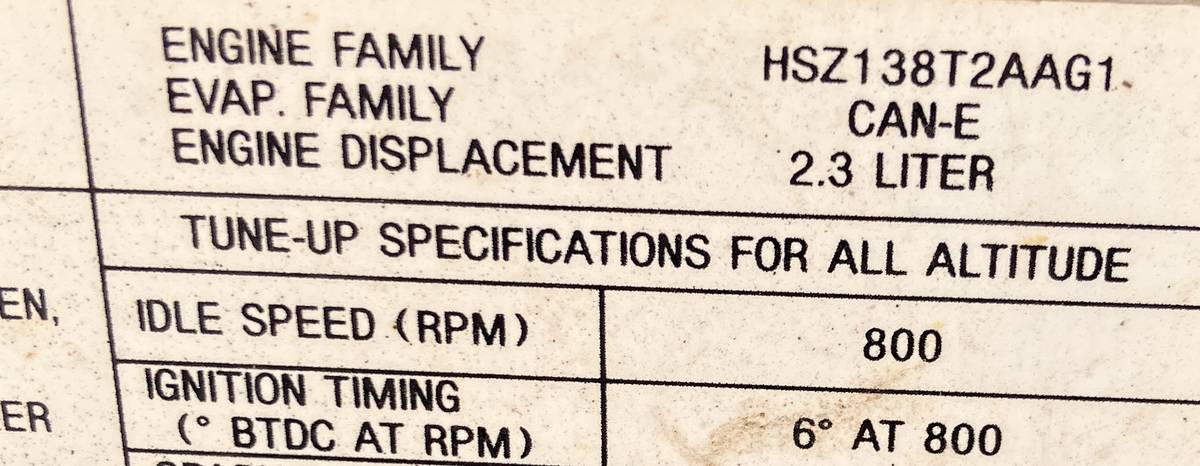 ENGINE FAMILY HSZ138T2AAG1
EVAP. FAMILY CAN-E
ENGINE DISPLACEMENT 2.3 LITER
TUNE-UP SPECIFICATIONS FOR ALL ALTITUDE
EN,
IDLE SPEED (RPM) 800
IGNITION TIMING
ER
(° BTDC AT RPM) 6° AT 800